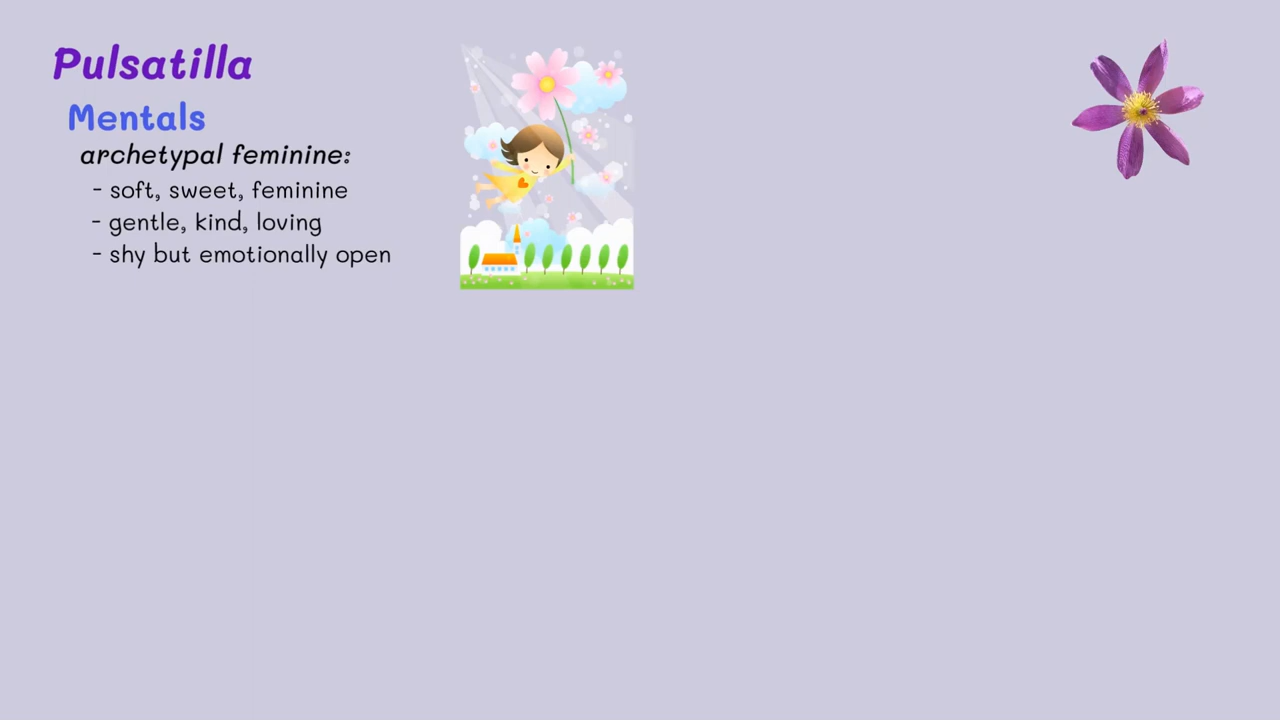 Pulsatilla
Mentals
archetypal feminine:
- soft, sweet, feminine
- gentle, kind, loving
- shy but emotionally open